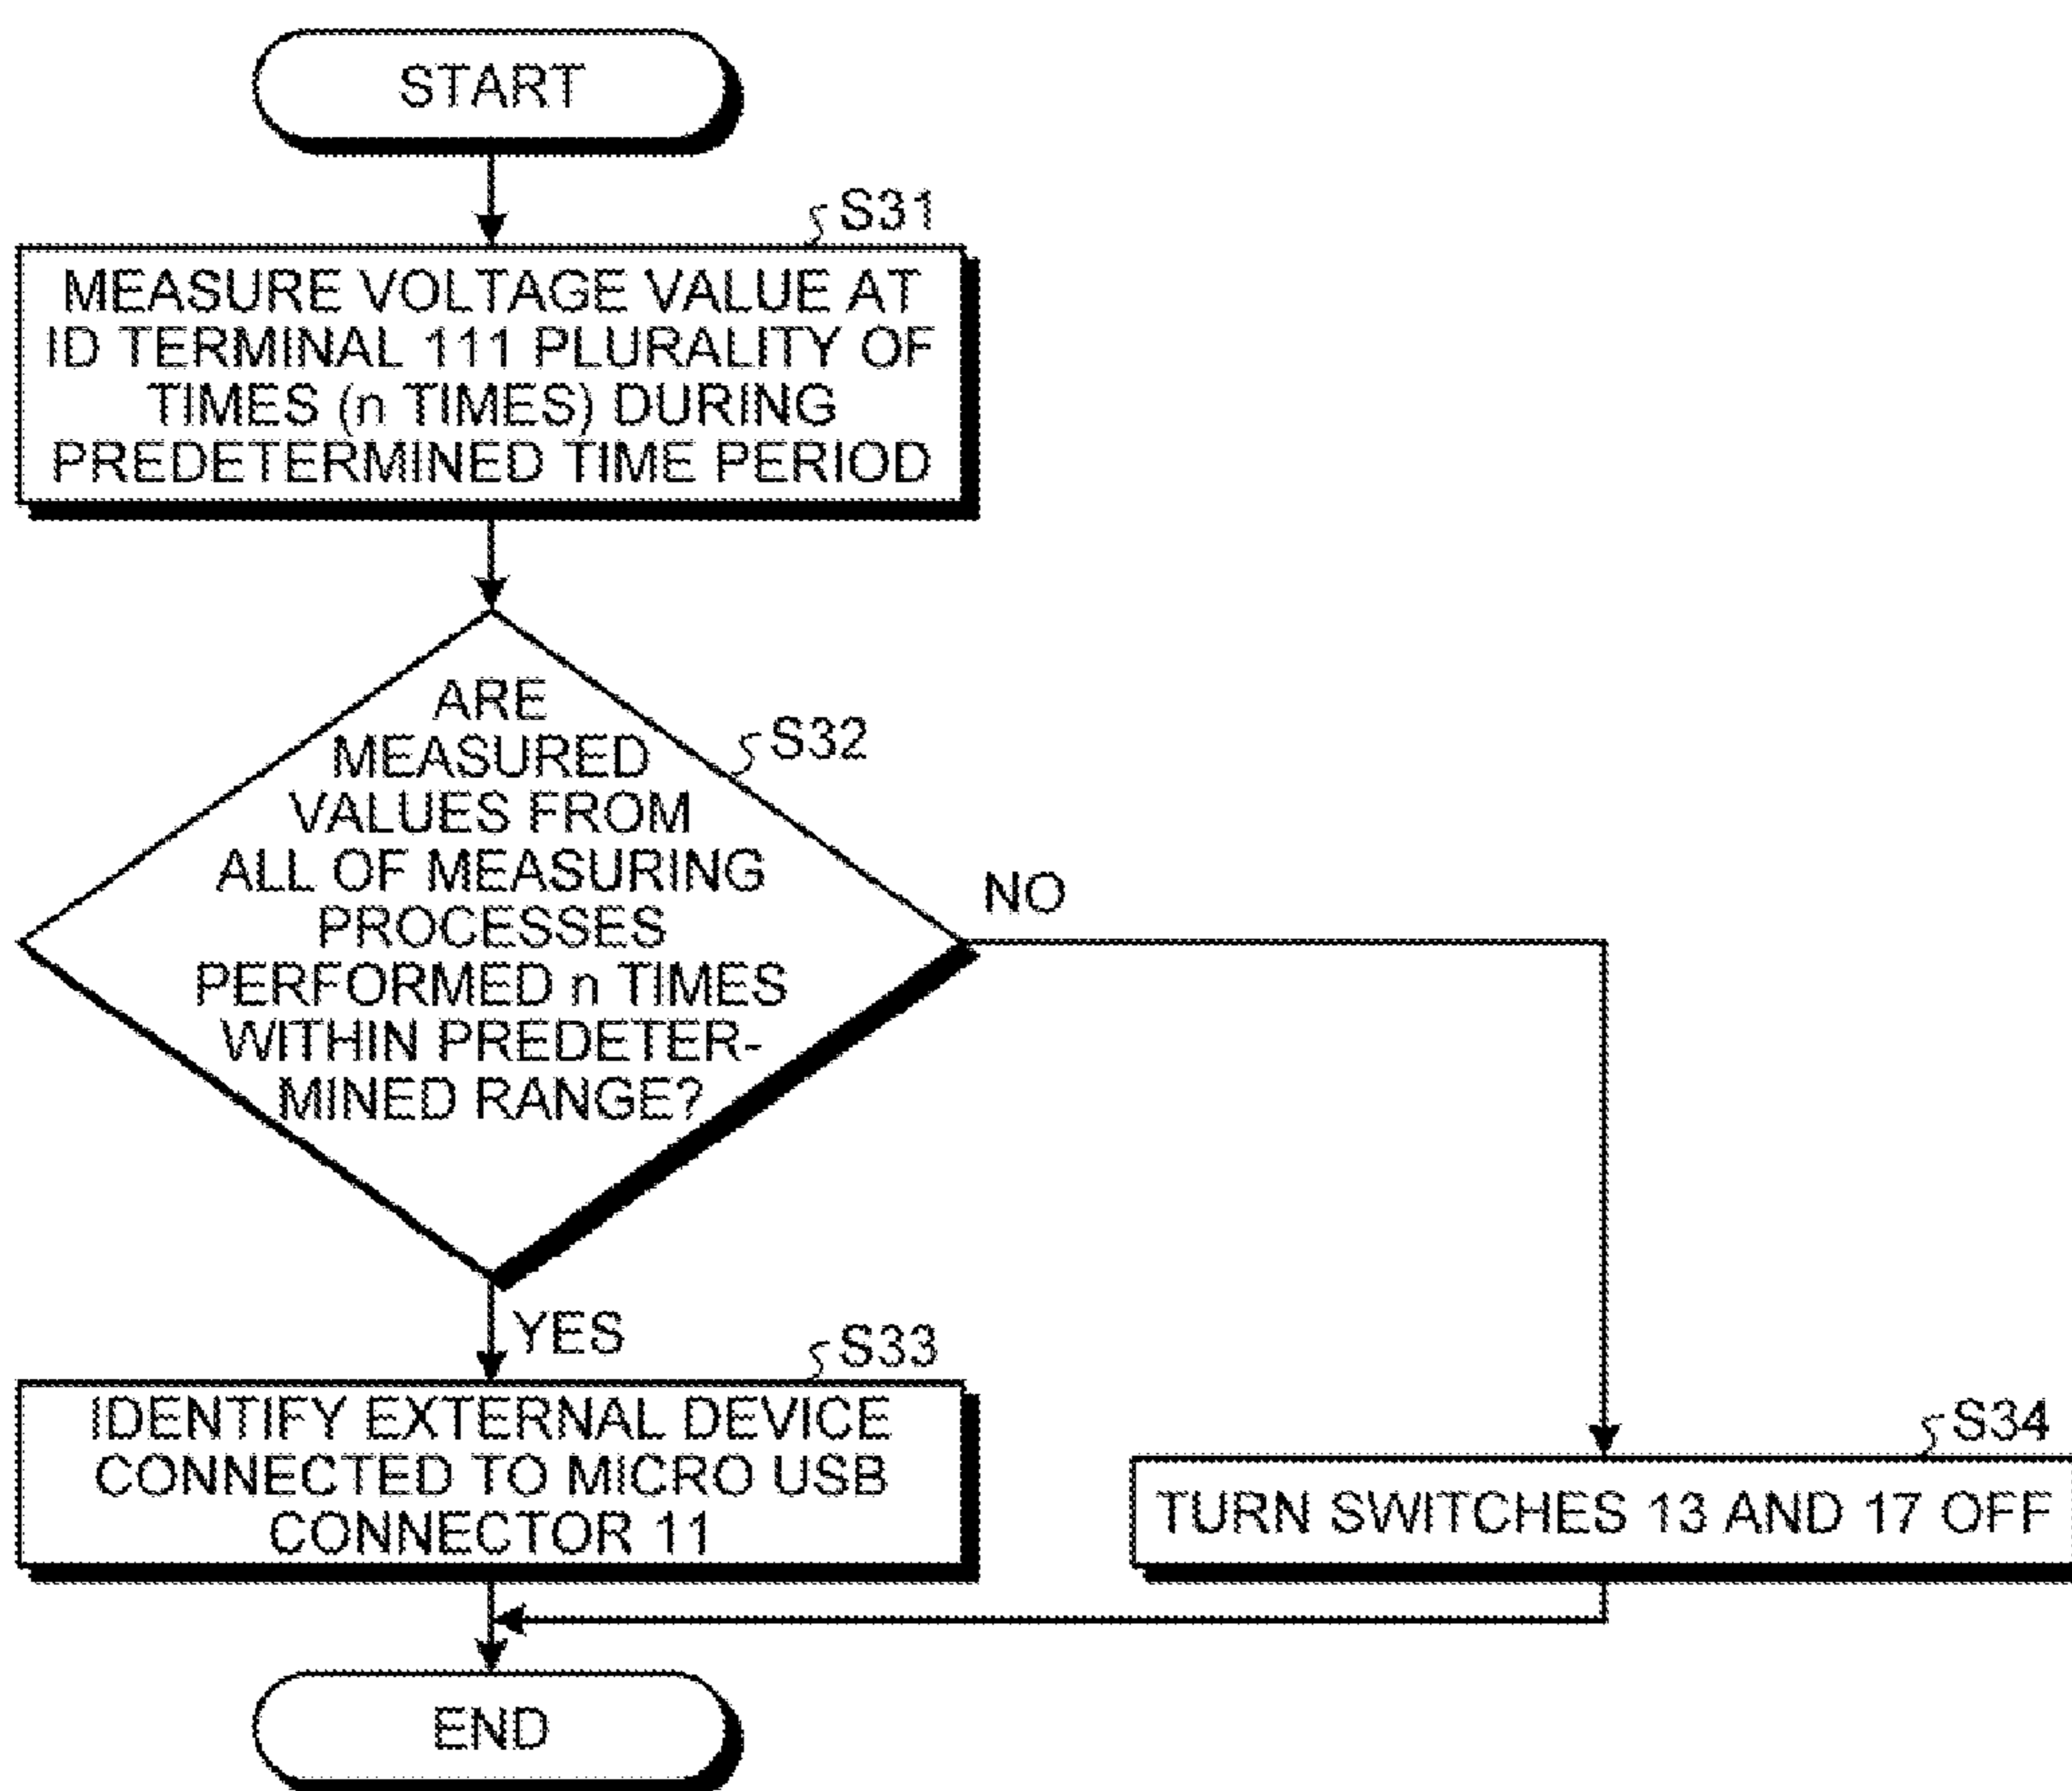 START
S31
MEASURE VOLTAGE VALUE AT
ID TERMINAL 111 PLURALITY OF
TIMES (n TIMES) DURING
PREDETERMINED TIME PERIOD
S32
ARE
MEASURED
VALUES FROM
ALL OF MEASURING
PROCESSES
PERFORMED n TIMES
WITHIN PREDETER-
MINED RANGE?
NO
YES
S33
IDENTIFY EXTERNAL DEVICE
CONNECTED TO MICRO USB
CONNECTOR 11
S34
TURN SWITCHES 13 AND 17 OFF
END